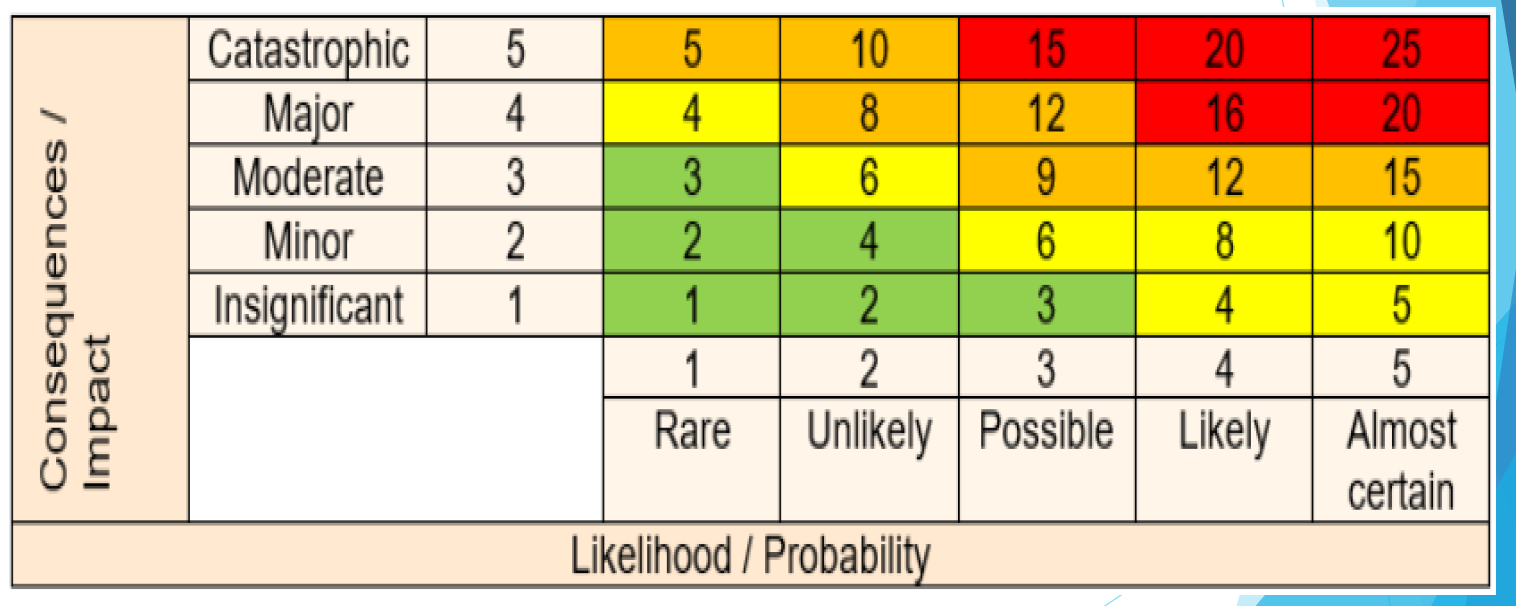 Consequences /
Impact
Catastrophic 5 5 10 15 20 25
Major 4 4 8 12 16 20
Moderate 3 3 6 9 12 15
Minor 2 2 4 6 8 10
Insignificant 1 1 2 3 4 5
1 2 3 4 5
Rare Unlikely Possible Likely Almost
certain
Likelihood / Probability